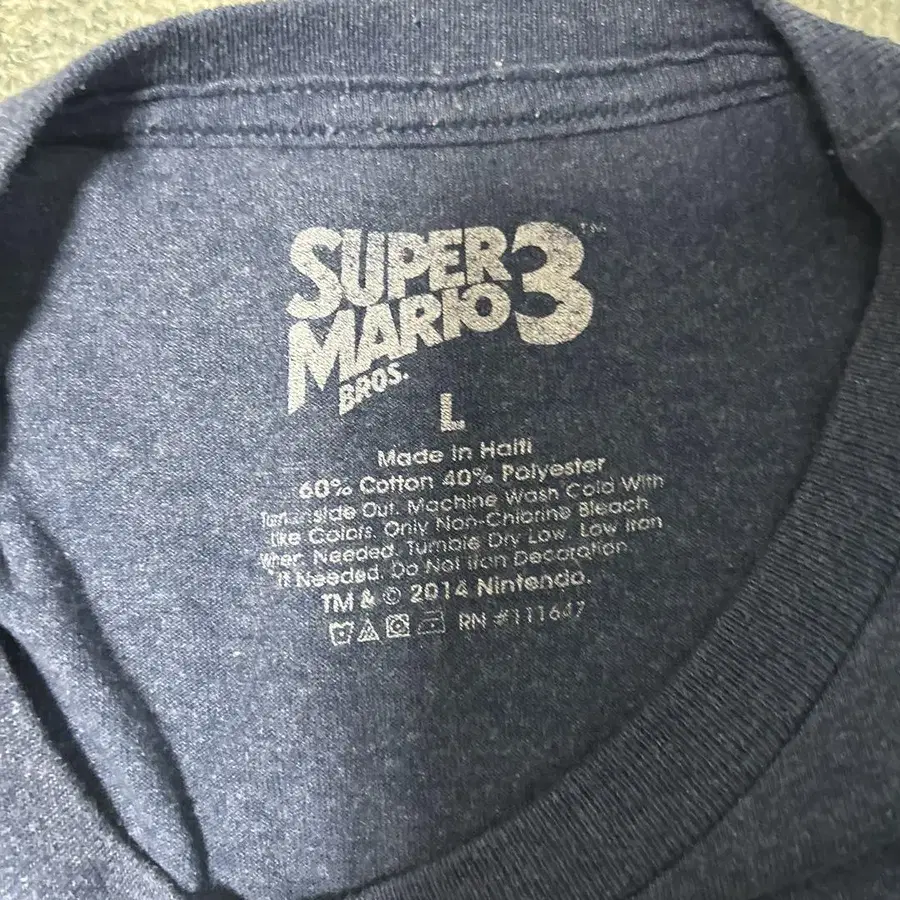 SUPER 3 ™
MARIO
BROS.
L
Made in Haiti
60% Cotton 40% Polyester
Turn Inside Out. Machine Wash Cold With
Like Colors. Only Non-Chlorine Bleach
When Needed. Tumble Dry Low. Low Iron
If Needed. Do Not Iron Decoration.
TM & © 2014 Nintendo.
RN #111647